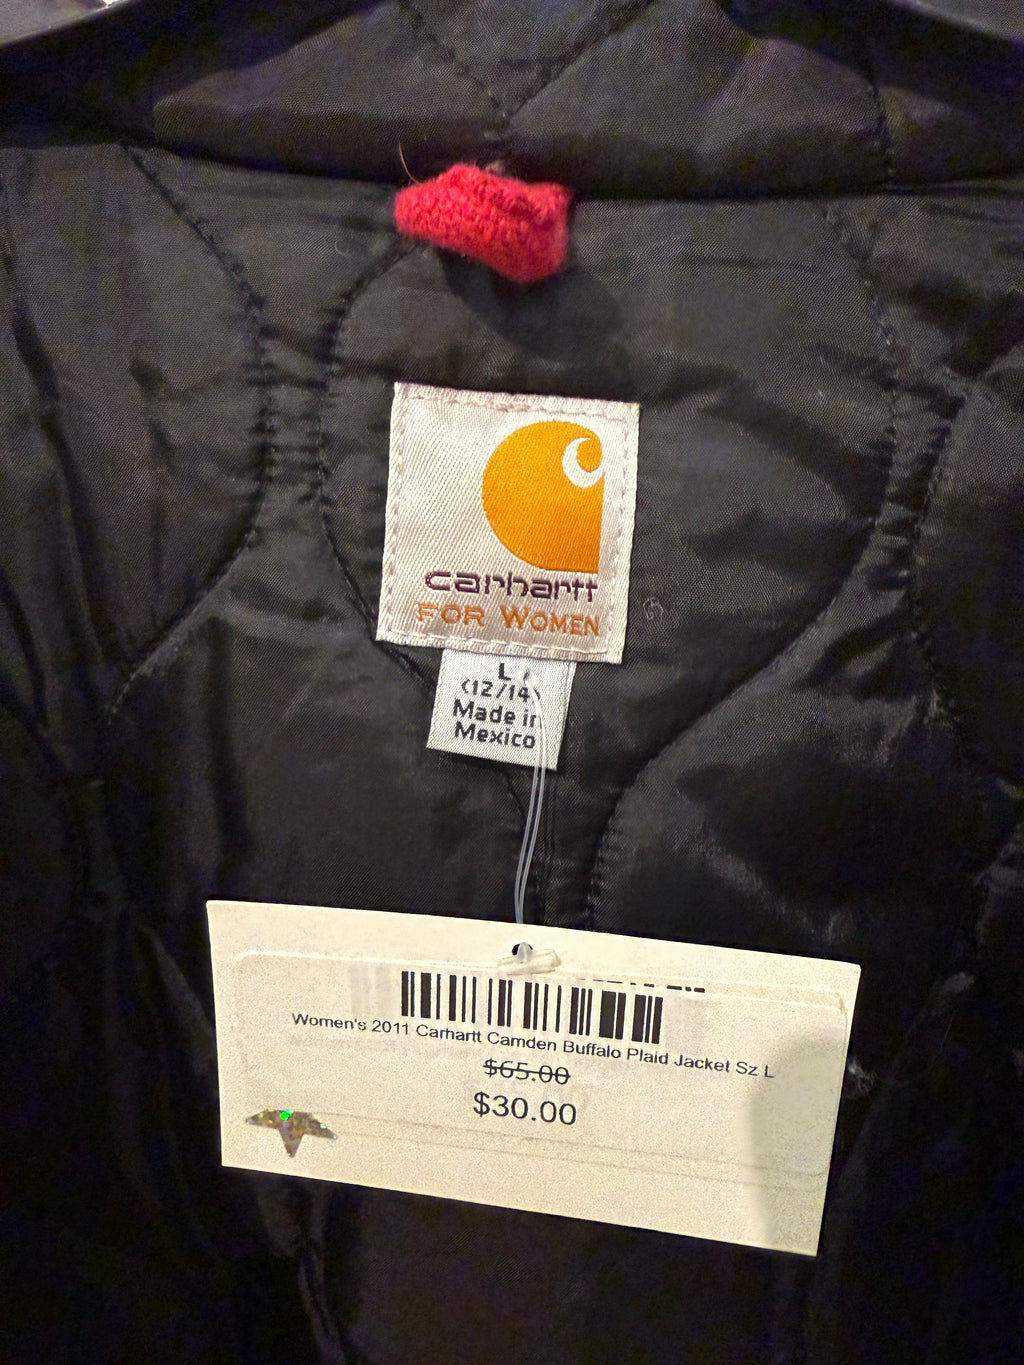 carhartt
FOR WOMEN
L
(12/14)
Made in
Mexico
Women's 2011 Carhartt Camden Buffalo Plaid Jacket Sz L
$65.00
$30.00